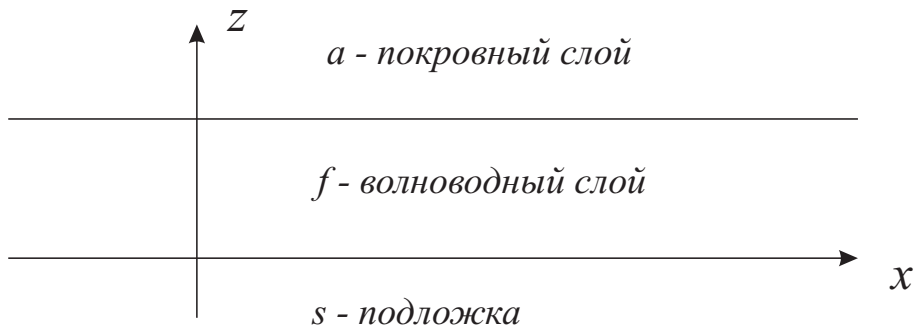 z
a - покровный слой
f - волноводный слой
x
s - подложка